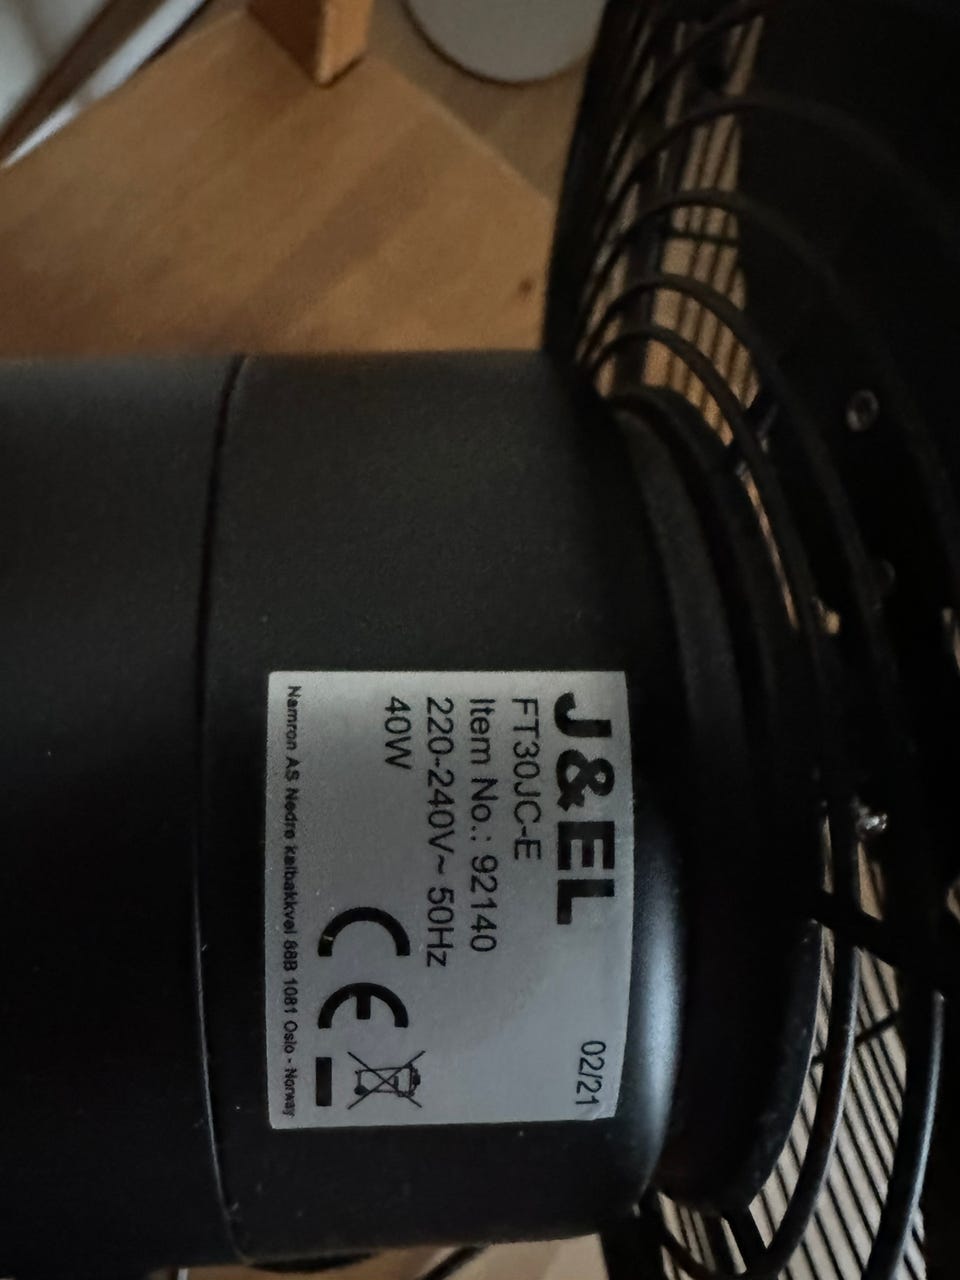 J&EL
02/21
FT30JC-E
Item No.: 92140
220-240V~ 50Hz
40W
CE
Namron AS Nedre kalbakkvei 88B 1081 Oslo - Norway